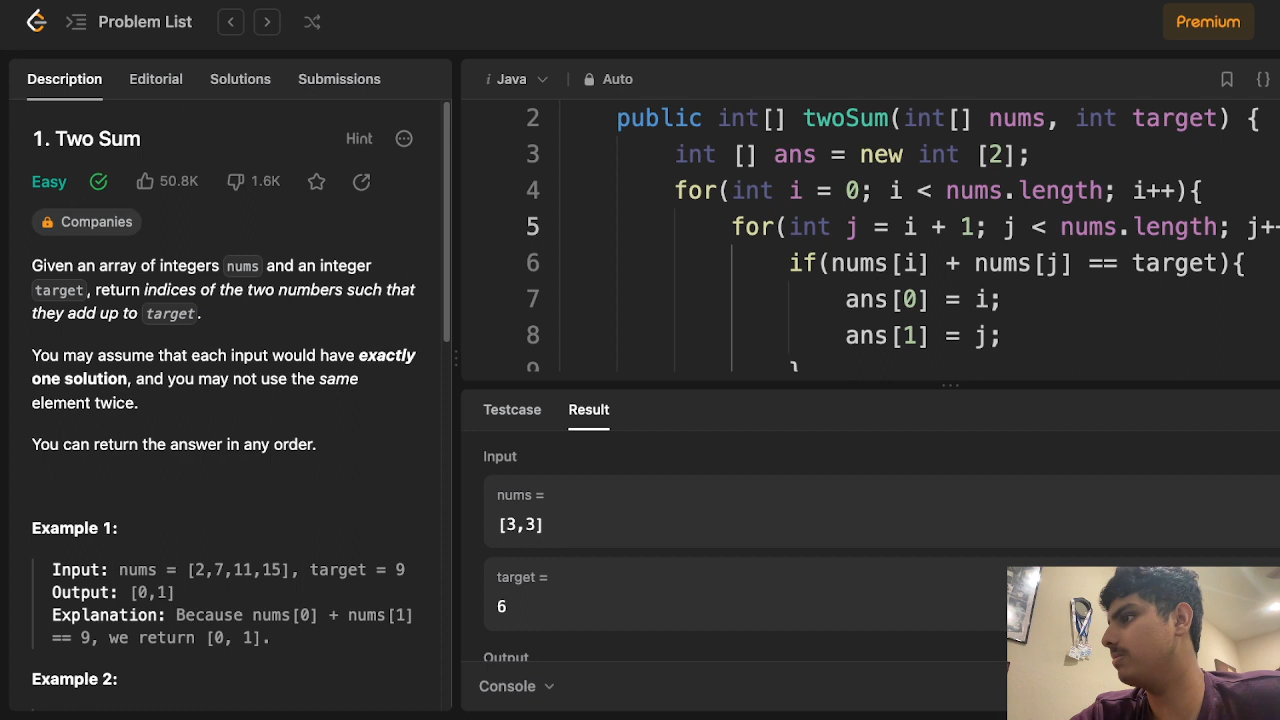 Problem List
Premium
Description Editorial Solutions Submissions
1. Two Sum Hint
Easy 50.8K 1.6K
Companies
Given an array of integers nums and an integer
target, return indices of the two numbers such that
they add up to target.
You may assume that each input would have exactly
one solution, and you may not use the same
element twice.
You can return the answer in any order.
Example 1:
Input: nums = [2,7,11,15], target = 9
Output: [0,1]
Explanation: Because nums[0] + nums[1]
== 9, we return [0, 1].
Example 2:
i Java Auto {}
2 public int[] twoSum(int[] nums, int target) {
3 int [] ans = new int [2];
4 for(int i = 0; i < nums.length; i++){
5 for(int j = i + 1; j < nums.length; j+
6 if(nums[i] + nums[j] == target){
7 ans[0] = i;
8 ans[1] = j;
9 }
Testcase Result
Input
nums =
[3,3]
target =
6
Output
Console